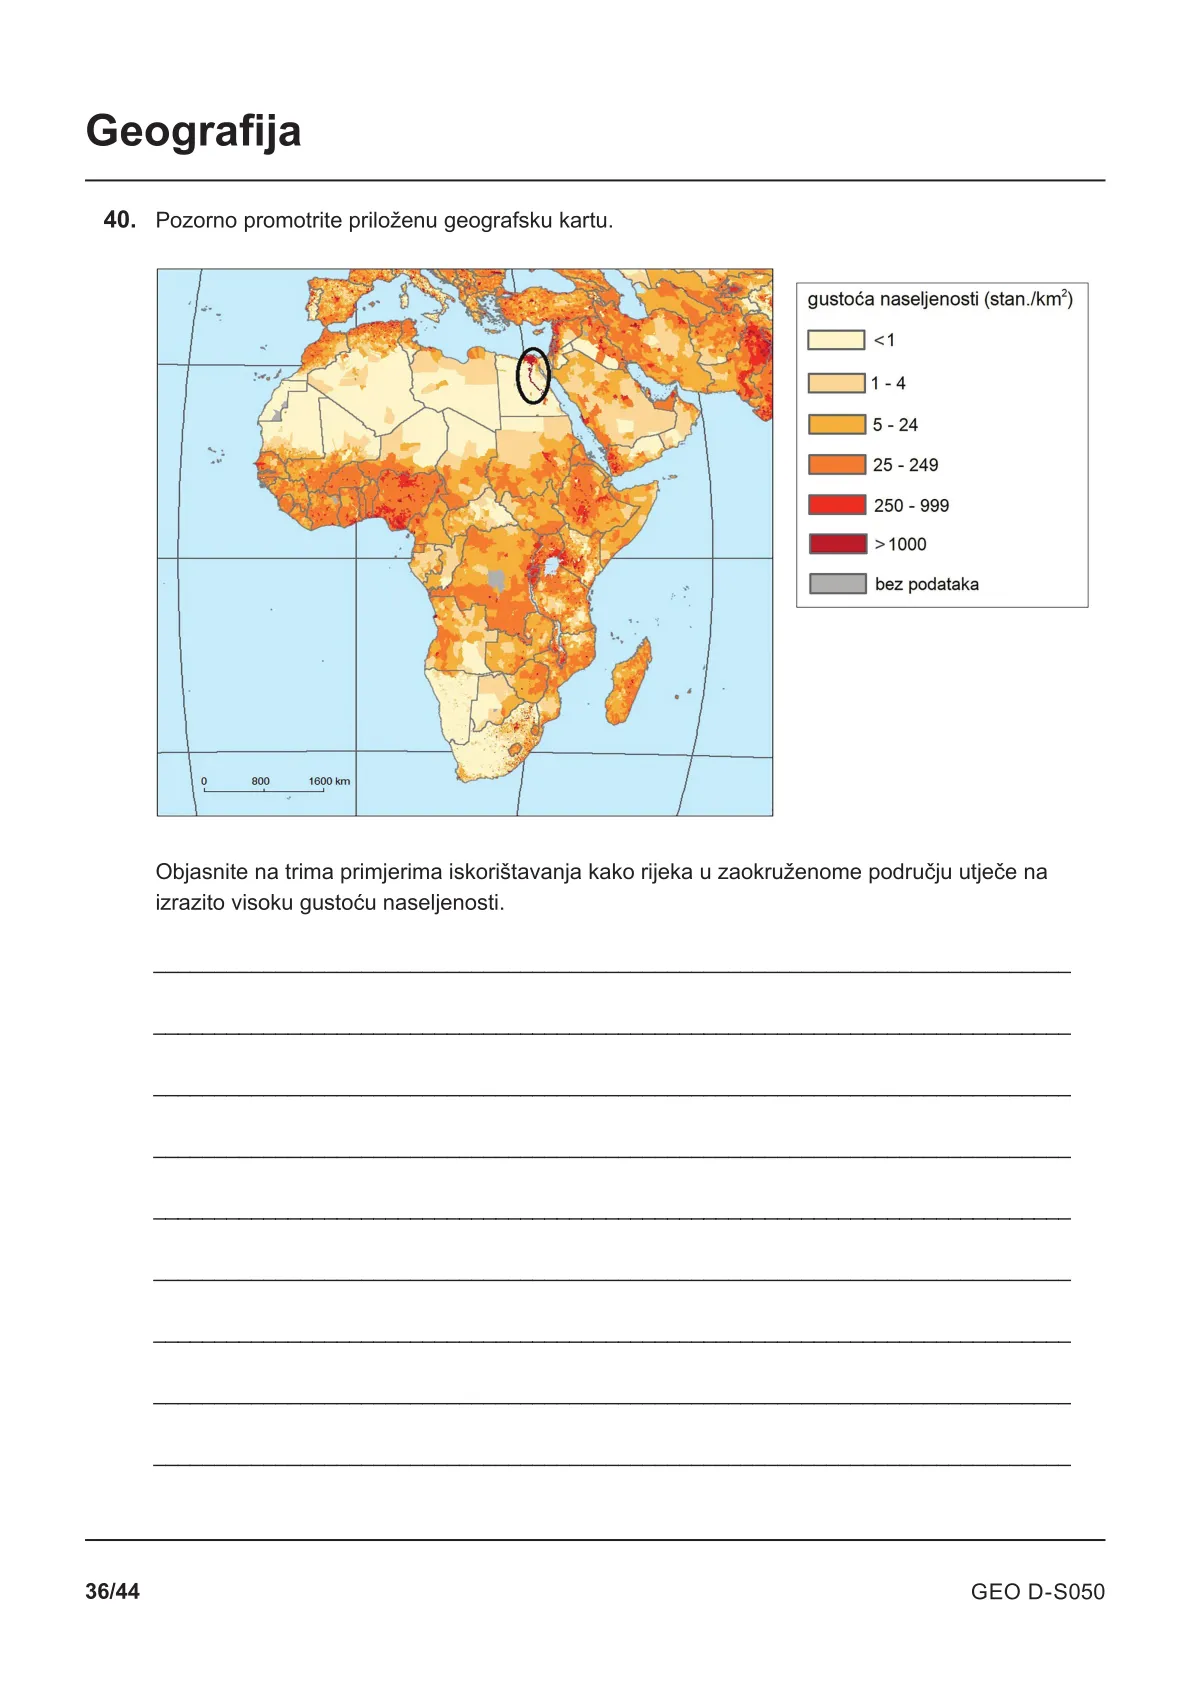 Geografija
40. Pozorno promotrite priloženu geografsku kartu.
gustoća naseljenosti (stan./km²)
<1
1 - 4
5 - 24
25 - 249
250 - 999
>1000
bez podataka
0 800 1600 km
Objasnite na trima primjerima iskorištavanja kako rijeka u zaokruženome području utječe na
izrazito visoku gustoću naseljenosti.
36/44
GEO D-S050